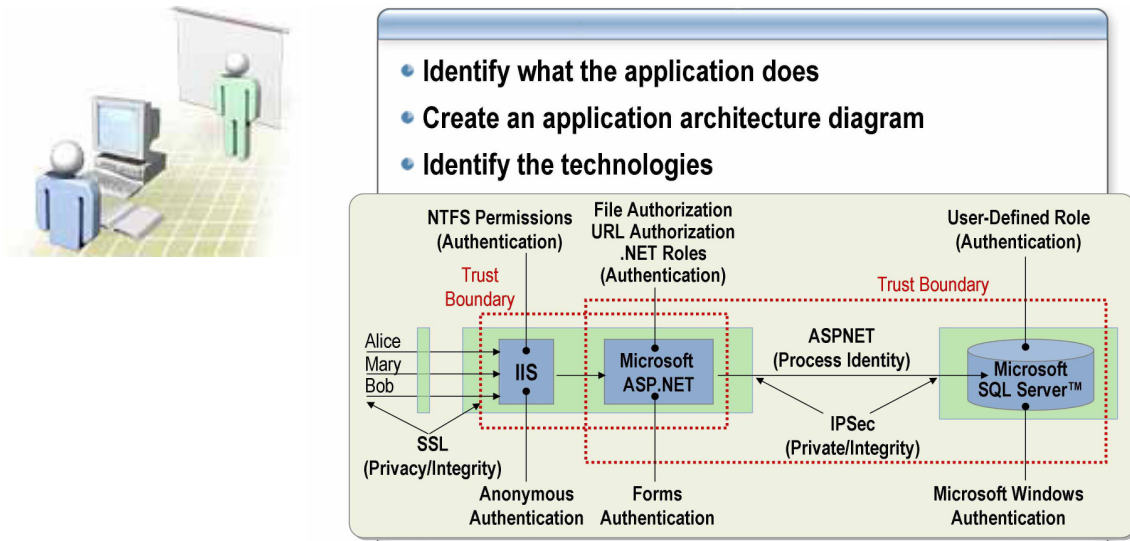 Identify what the application does
Create an application architecture diagram
Identify the technologies
NTFS Permissions
(Authentication)
File Authorization
URL Authorization
.NET Roles
(Authentication)
User-Defined Role
(Authentication)
Trust
Boundary
Trust Boundary
Alice
Mary
Bob
IIS
Microsoft
ASP.NET
ASPNET
(Process Identity)
Microsoft
SQL Server™
SSL
(Privacy/Integrity)
IPSec
(Private/Integrity)
Anonymous
Authentication
Forms
Authentication
Microsoft Windows
Authentication